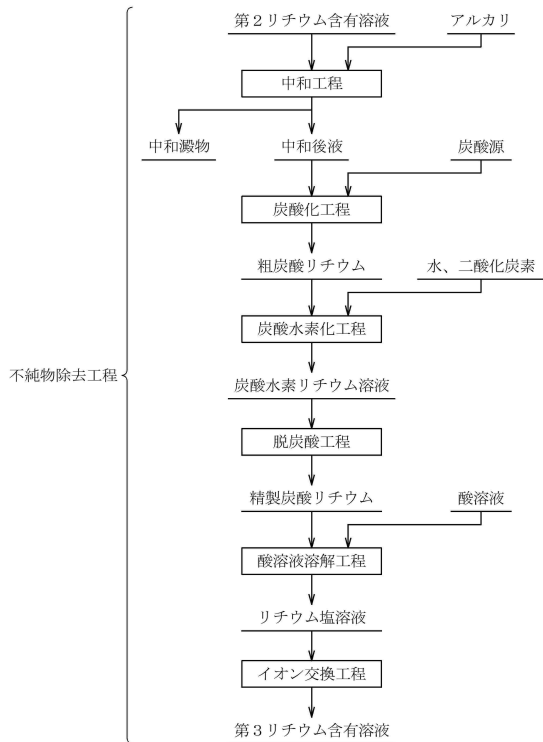 第２リチウム含有溶液 アルカリ
中和工程
中和澱物 中和後液 炭酸源
炭酸化工程
粗炭酸リチウム 水、二酸化炭素
炭酸水素化工程
不純物除去工程
炭酸水素リチウム溶液
脱炭酸工程
精製炭酸リチウム 酸溶液
酸溶液溶解工程
リチウム塩溶液
イオン交換工程
第３リチウム含有溶液